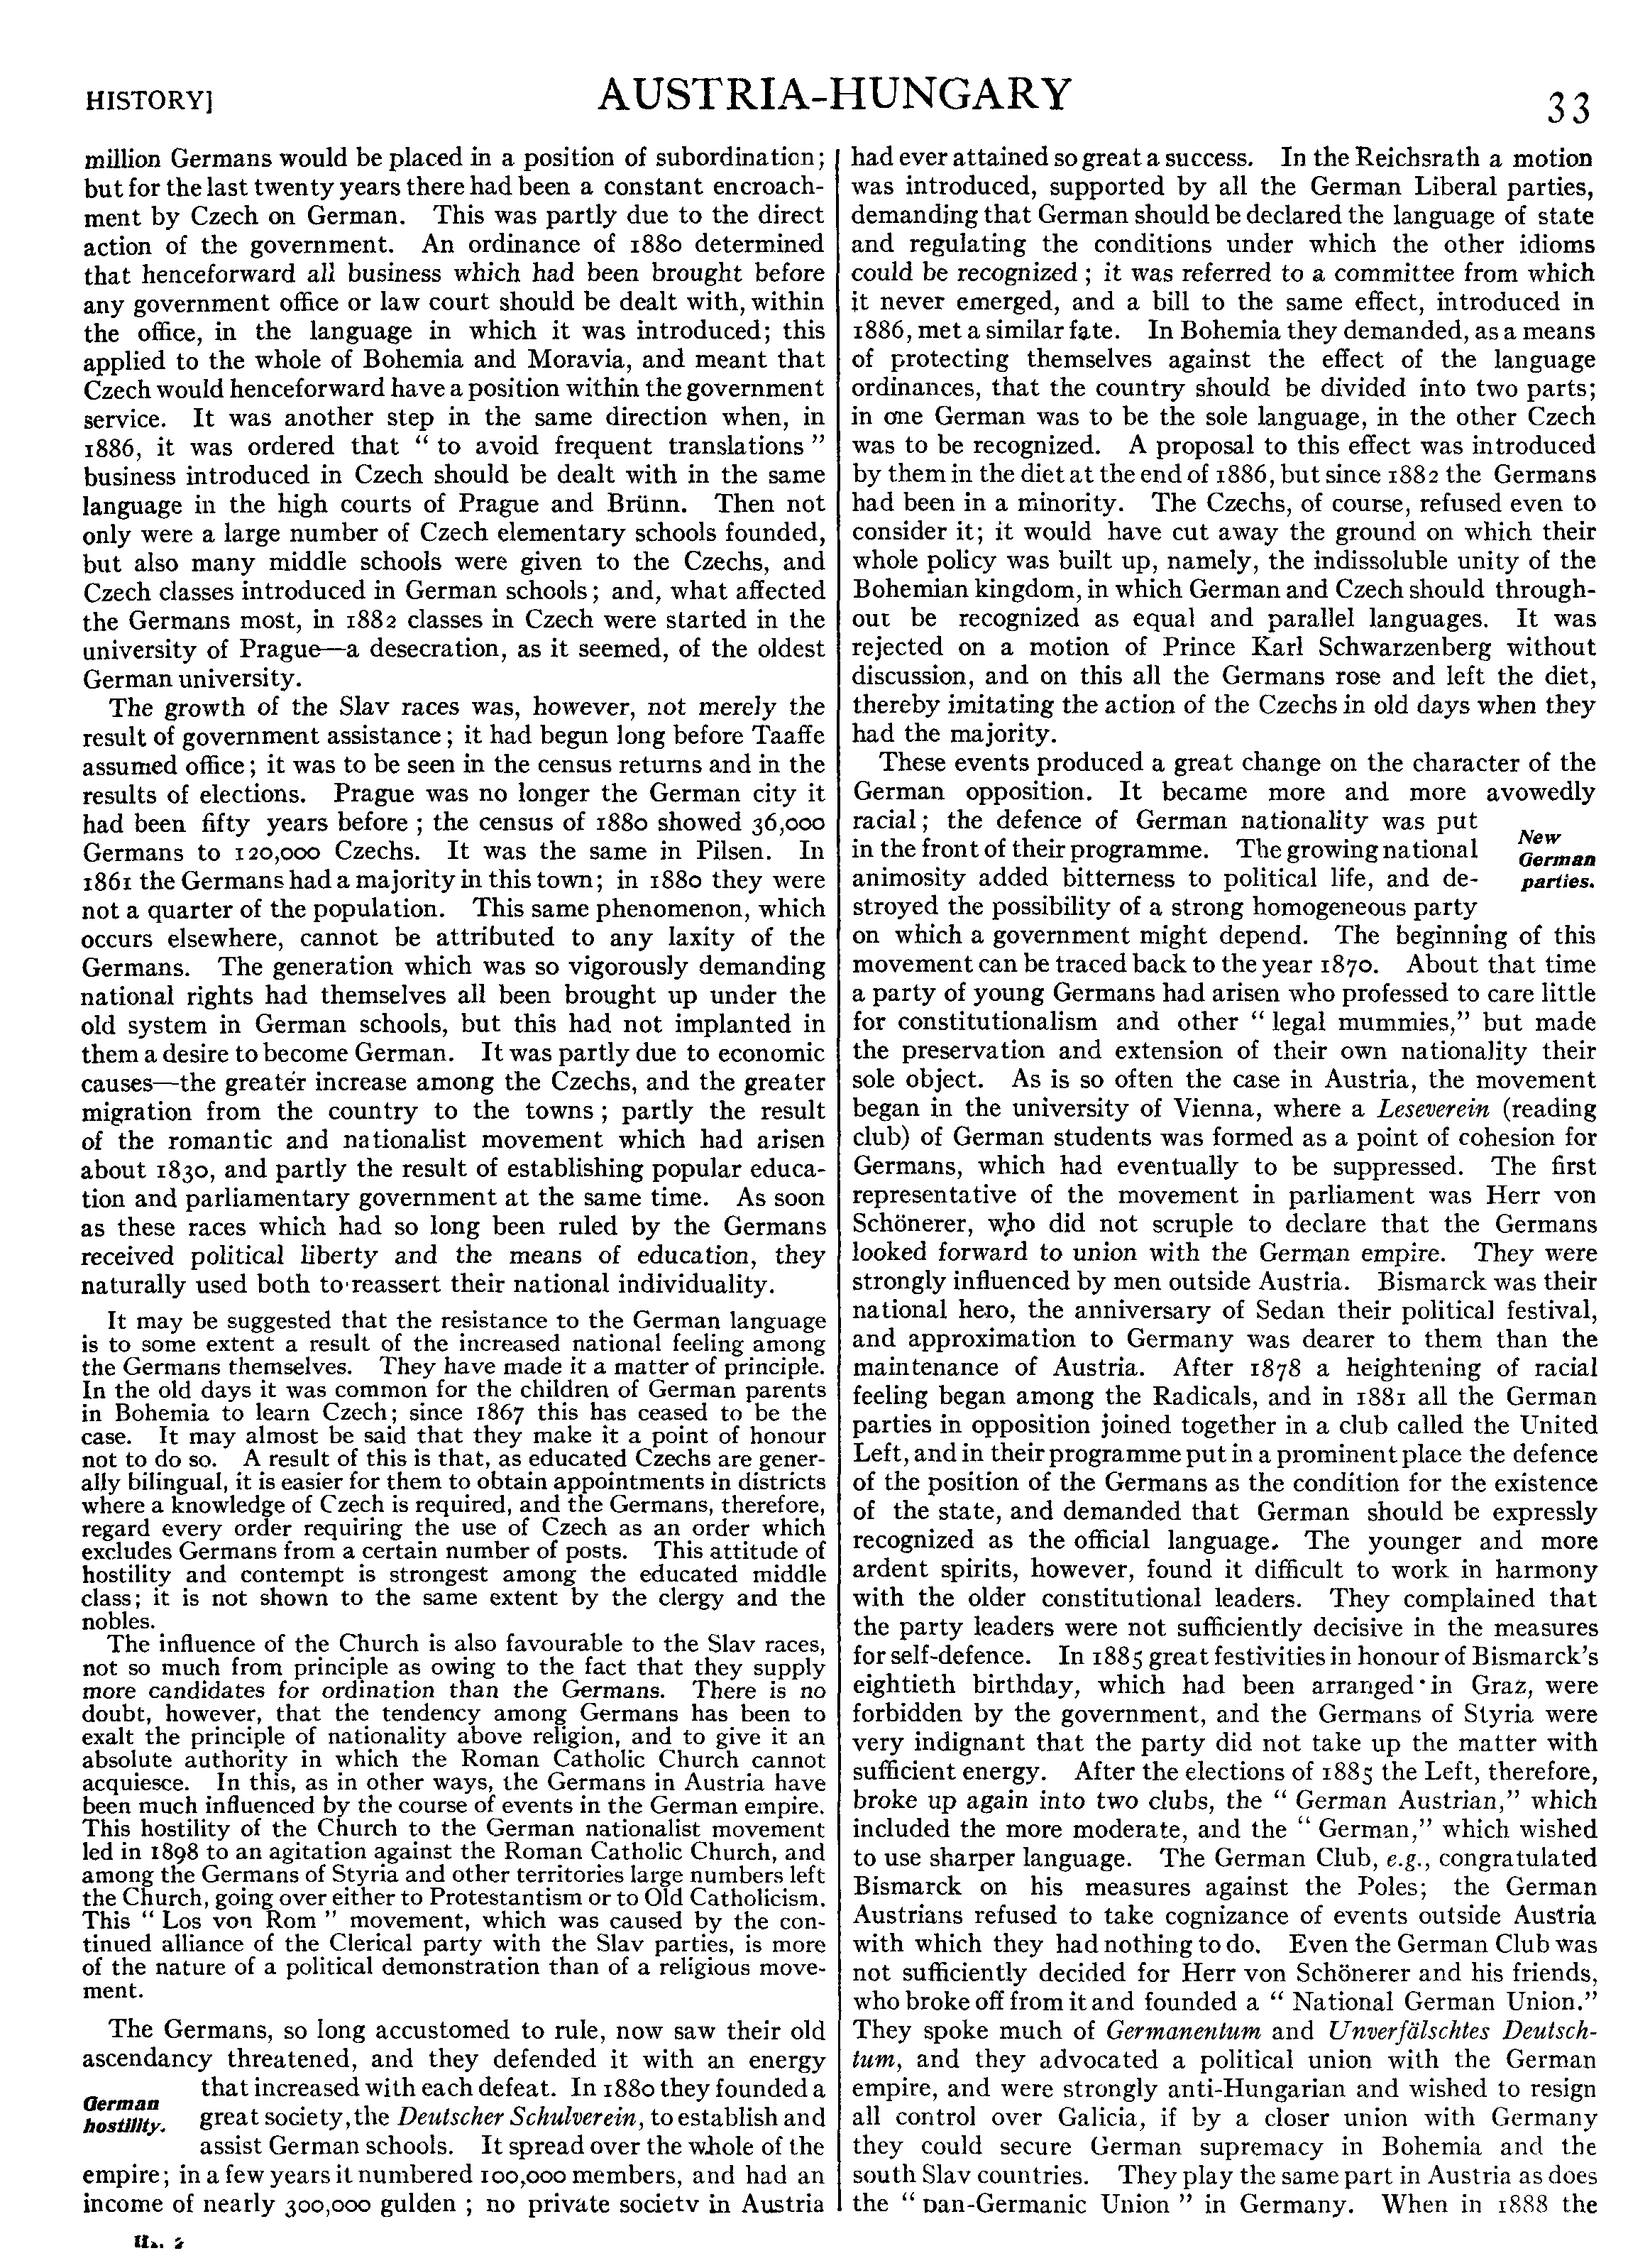 HISTORY]
AUSTRIA-HUNGARY
33
million Germans would be placed in a position of subordination;
but for the last twenty years there had been a constant encroach-
ment by Czech on German. This was partly due to the direct
action of the government. An ordinance of 1880 determined
that henceforward all business which had been brought before
any government office or law court should be dealt with, within
the office, in the language in which it was introduced; this
applied to the whole of Bohemia and Moravia, and meant that
Czech would henceforward have a position within the government
service. It was another step in the same direction when, in
1886, it was ordered that “ to avoid frequent translations ”
business introduced in Czech should be dealt with in the same
language in the high courts of Prague and Brünn. Then not
only were a large number of Czech elementary schools founded,
but also many middle schools were given to the Czechs, and
Czech classes introduced in German schools; and, what affected
the Germans most, in 1882 classes in Czech were started in the
university of Prague—a desecration, as it seemed, of the oldest
German university.
The growth of the Slav races was, however, not merely the
result of government assistance; it had begun long before Taaffe
assumed office; it was to be seen in the census returns and in the
results of elections. Prague was no longer the German city it
had been fifty years before ; the census of 1880 showed 36,000
Germans to 120,000 Czechs. It was the same in Pilsen. In
1861 the Germans had a majority in this town; in 1880 they were
not a quarter of the population. This same phenomenon, which
occurs elsewhere, cannot be attributed to any laxity of the
Germans. The generation which was so vigorously demanding
national rights had themselves all been brought up under the
old system in German schools, but this had not implanted in
them a desire to become German. It was partly due to economic
causes—the greater increase among the Czechs, and the greater
migration from the country to the towns ; partly the result
of the romantic and nationalist movement which had arisen
about 1830, and partly the result of establishing popular educa-
tion and parliamentary government at the same time. As soon
as these races which had so long been ruled by the Germans
received political liberty and the means of education, they
naturally used both to reassert their national individuality.
It may be suggested that the resistance to the German language
is to some extent a result of the increased national feeling among
the Germans themselves. They have made it a matter of principle.
In the old days it was common for the children of German parents
in Bohemia to learn Czech; since 1867 this has ceased to be the
case. It may almost be said that they make it a point of honour
not to do so. A result of this is that, as educated Czechs are gener-
ally bilingual, it is easier for them to obtain appointments in districts
where a knowledge of Czech is required, and the Germans, therefore,
regard every order requiring the use of Czech as an order which
excludes Germans from a certain number of posts. This attitude of
hostility and contempt is strongest among the educated middle
class; it is not shown to the same extent by the clergy and the
nobles.
The influence of the Church is also favourable to the Slav races,
not so much from principle as owing to the fact that they supply
more candidates for ordination than the Germans. There is no
doubt, however, that the tendency among Germans has been to
exalt the principle of nationality above religion, and to give it an
absolute authority in which the Roman Catholic Church cannot
acquiesce. In this, as in other ways, the Germans in Austria have
been much influenced by the course of events in the German empire.
This hostility of the Church to the German nationalist movement
led in 1898 to an agitation against the Roman Catholic Church, and
among the Germans of Styria and other territories large numbers left
the Church, going over either to Protestantism or to Old Catholicism.
This “ Los von Rom ” movement, which was caused by the con-
tinued alliance of the Clerical party with the Slav parties, is more
of the nature of a political demonstration than of a religious move-
ment.
The Germans, so long accustomed to rule, now saw their old
ascendancy threatened, and they defended it with an energy
that increased with each defeat. In 1880 they founded a
German
hostility.
great society, the Deutscher Schulverein, to establish and
assist German schools. It spread over the whole of the
empire; in a few years it numbered 100,000 members, and had an
income of nearly 300,000 gulden ; no private society in Austria
had ever attained so great a success. In the Reichsrath a motion
was introduced, supported by all the German Liberal parties,
demanding that German should be declared the language of state
and regulating the conditions under which the other idioms
could be recognized ; it was referred to a committee from which
it never emerged, and a bill to the same effect, introduced in
1886, met a similar fate. In Bohemia they demanded, as a means
of protecting themselves against the effect of the language
ordinances, that the country should be divided into two parts;
in one German was to be the sole language, in the other Czech
was to be recognized. A proposal to this effect was introduced
by them in the diet at the end of 1886, but since 1882 the Germans
had been in a minority. The Czechs, of course, refused even to
consider it; it would have cut away the ground on which their
whole policy was built up, namely, the indissoluble unity of the
Bohemian kingdom, in which German and Czech should through-
out be recognized as equal and parallel languages. It was
rejected on a motion of Prince Karl Schwarzenberg without
discussion, and on this all the Germans rose and left the diet,
thereby imitating the action of the Czechs in old days when they
had the majority.
These events produced a great change on the character of the
German opposition. It became more and more avowedly
racial; the defence of German nationality was put
in the front of their programme. The growing national
animosity added bitterness to political life, and de-
stroyed the possibility of a strong homogeneous party
New
German
parties.
on which a government might depend. The beginning of this
movement can be traced back to the year 1870. About that time
a party of young Germans had arisen who professed to care little
for constitutionalism and other “ legal mummies,” but made
the preservation and extension of their own nationality their
sole object. As is so often the case in Austria, the movement
began in the university of Vienna, where a Leseverein (reading
club) of German students was formed as a point of cohesion for
Germans, which had eventually to be suppressed. The first
representative of the movement in parliament was Herr von
Schönerer, who did not scruple to declare that the Germans
looked forward to union with the German empire. They were
strongly influenced by men outside Austria. Bismarck was their
national hero, the anniversary of Sedan their political festival,
and approximation to Germany was dearer to them than the
maintenance of Austria. After 1878 a heightening of racial
feeling began among the Radicals, and in 1881 all the German
parties in opposition joined together in a club called the United
Left, and in their programme put in a prominent place the defence
of the position of the Germans as the condition for the existence
of the state, and demanded that German should be expressly
recognized as the official language. The younger and more
ardent spirits, however, found it difficult to work in harmony
with the older constitutional leaders. They complained that
the party leaders were not sufficiently decisive in the measures
for self-defence. In 1885 great festivities in honour of Bismarck's
eightieth birthday, which had been arranged in Graz, were
forbidden by the government, and the Germans of Styria were
very indignant that the party did not take up the matter with
sufficient energy. After the elections of 1885 the Left, therefore,
broke up again into two clubs, the “ German Austrian,” which
included the more moderate, and the “ German,” which wished
to use sharper language. The German Club, e.g., congratulated
Bismarck on his measures against the Poles; the German
Austrians refused to take cognizance of events outside Austria
with which they had nothing to do. Even the German Club was
not sufficiently decided for Herr von Schönerer and his friends,
who broke off from it and founded a “ National German Union.”
They spoke much of Germanentum and Unverfälschtes Deutsch-
tum, and they advocated a political union with the German
empire, and were strongly anti-Hungarian and wished to resign
all control over Galicia, if by a closer union with Germany
they could secure German supremacy in Bohemia and the
south Slav countries. They play the same part in Austria as does
the “ Pan-Germanic Union ” in Germany. When in 1888 the